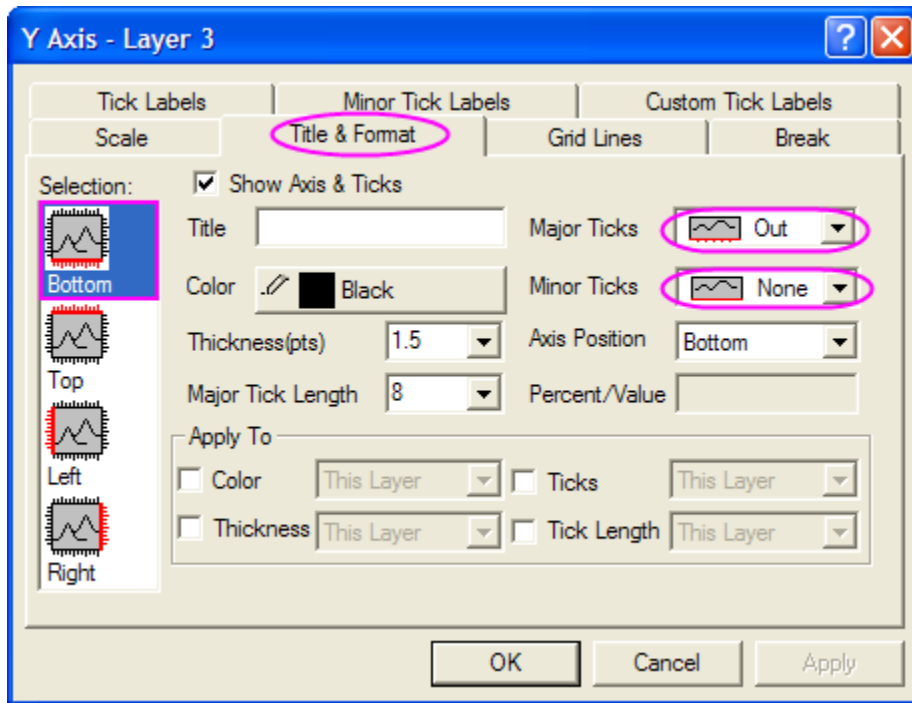 Y Axis - Layer 3
?
Tick Labels Minor Tick Labels Custom Tick Labels
Scale Title & Format Grid Lines Break
Selection:
Show Axis & Ticks
Title
Major Ticks Out
Bottom
Color Black
Minor Ticks None
Thickness(pts) 1.5
Axis Position Bottom
Top
Major Tick Length 8
Percent/Value
Apply To
Left
Color This Layer
Ticks This Layer
Thickness This Layer
Tick Length This Layer
Right
OK Cancel Apply